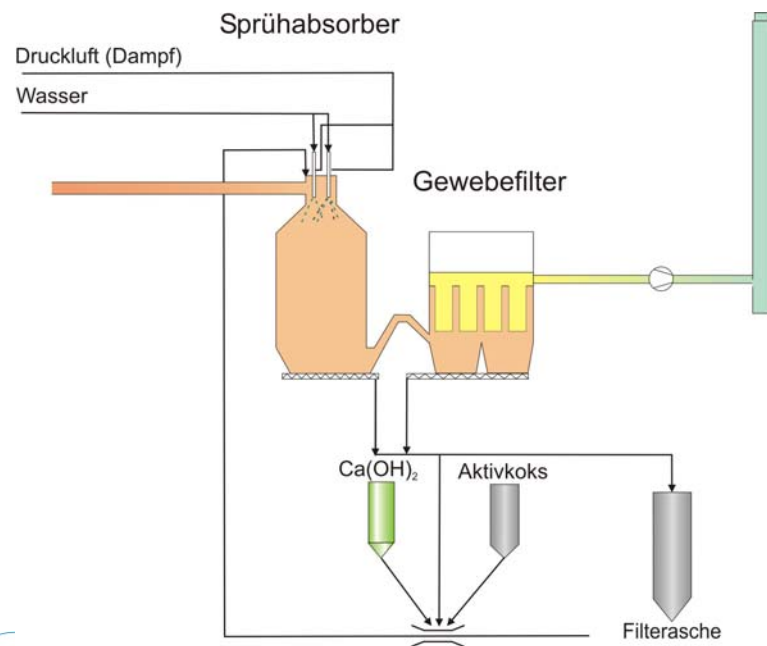 Sprühabsorber
Druckluft (Dampf)
Wasser
Gewebefilter
Ca(OH)₂
Aktivkoks
Filterasche